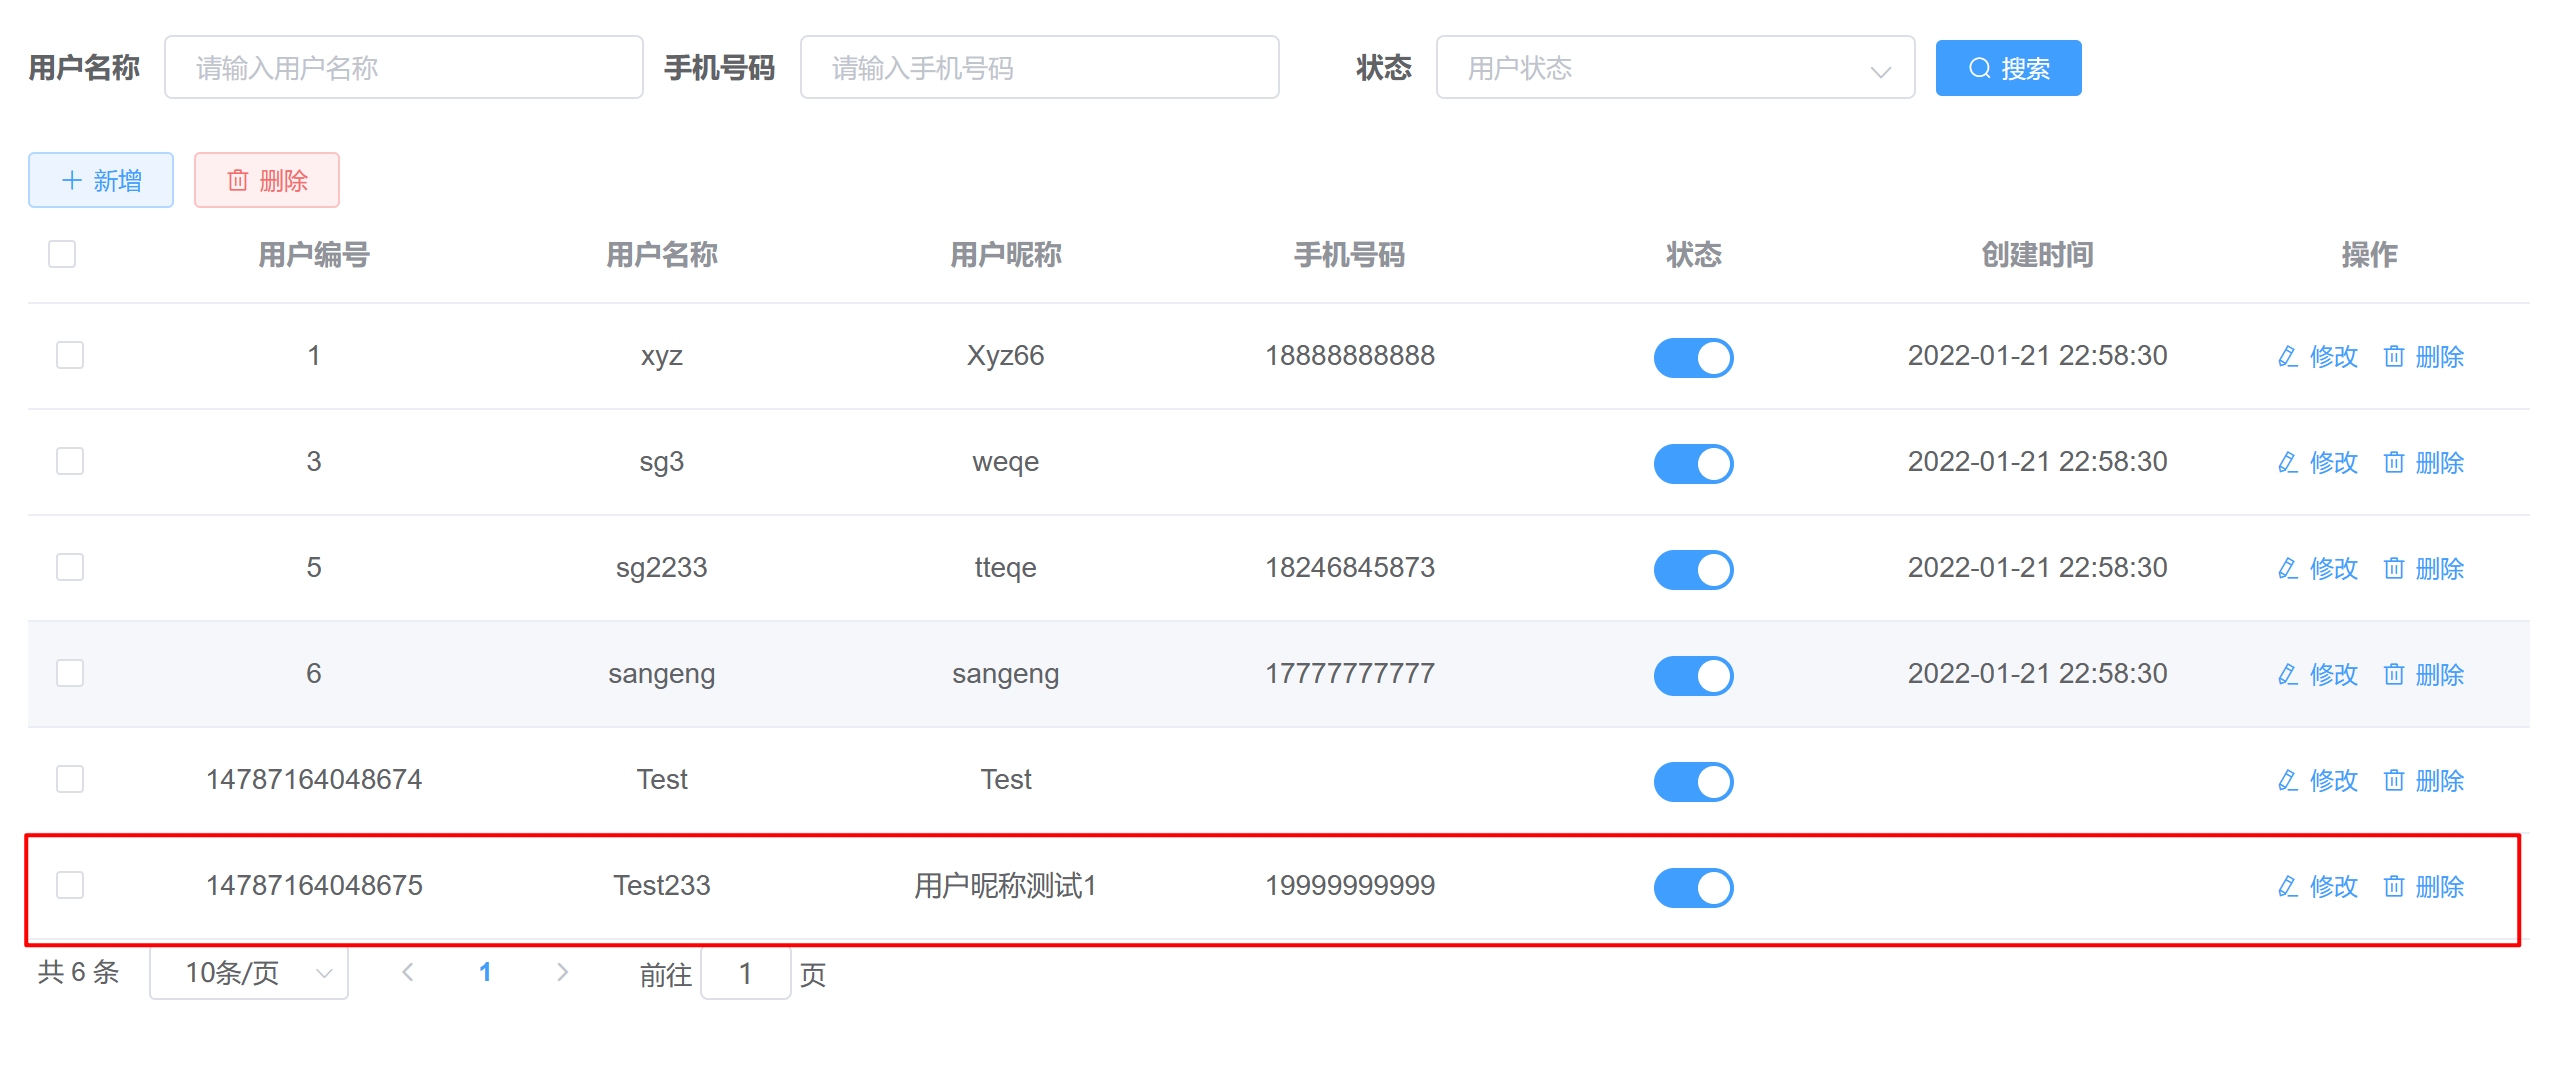 用户名称 请输入用户名称 手机号码 请输入手机号码 状态 用户状态 搜索
新增 删除
用户编号 用户名称 用户昵称 手机号码 状态 创建时间 操作
1 xyz Xyz66 18888888888 2022-01-21 22:58:30 修改 删除
3 sg3 weqe 2022-01-21 22:58:30 修改 删除
5 sg2233 tteqe 18246845873 2022-01-21 22:58:30 修改 删除
6 sangeng sangeng 17777777777 2022-01-21 22:58:30 修改 删除
14787164048674 Test Test 修改 删除
14787164048675 Test233 用户昵称测试1 19999999999 修改 删除
共 6 条 10条/页 1 前往 1 页